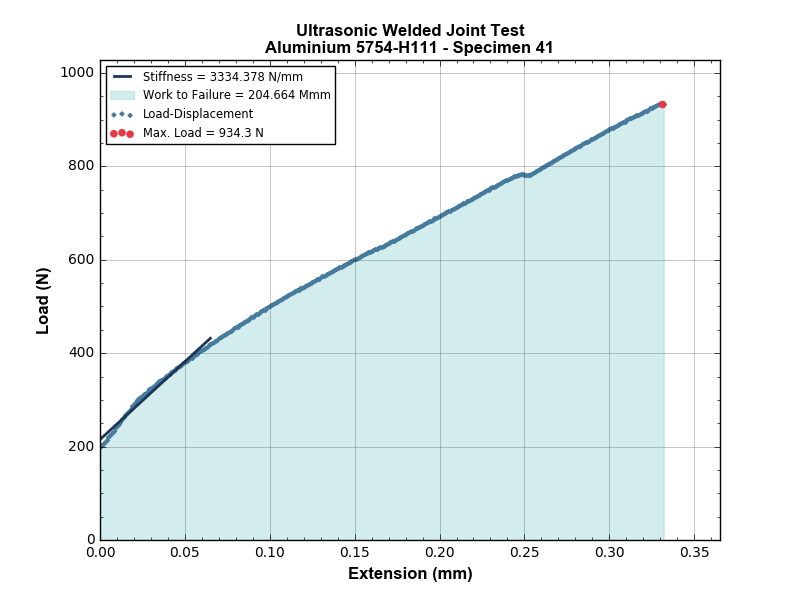 Ultrasonic Welded Joint Test
Aluminium 5754-H111 - Specimen 41
Stiffness = 3334.378 N/mm
Work to Failure = 204.664 Mmm
Load-Displacement
Max. Load = 934.3 N
1000
800
600
400
200
0
Load (N)
0.00 0.05 0.10 0.15 0.20 0.25 0.30 0.35
Extension (mm)